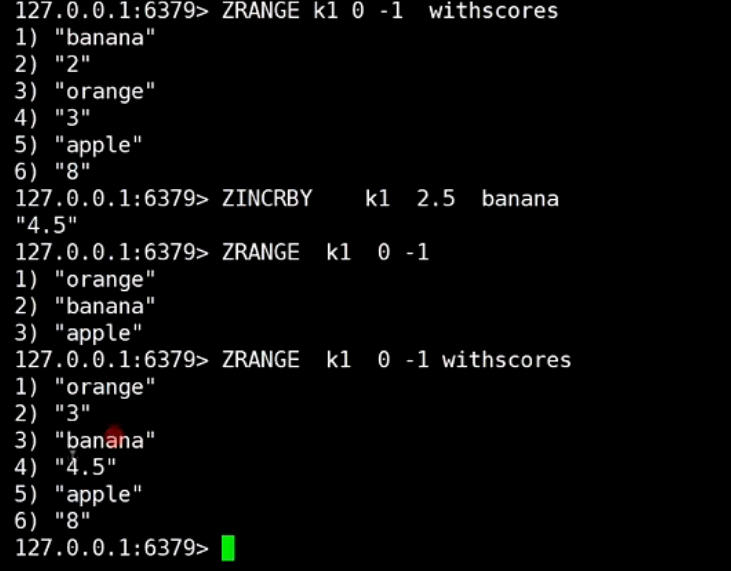 127.0.0.1:6379> ZRANGE k1 0 -1  withscores
1) "banana"
2) "2"
3) "orange"
4) "3"
5) "apple"
6) "8"
127.0.0.1:6379> ZINCRBY    k1  2.5  banana
"4.5"
127.0.0.1:6379> ZRANGE  k1  0 -1
1) "orange"
2) "banana"
3) "apple"
127.0.0.1:6379> ZRANGE  k1  0 -1 withscores
1) "orange"
2) "3"
3) "banana"
4) "4.5"
5) "apple"
6) "8"
127.0.0.1:6379>